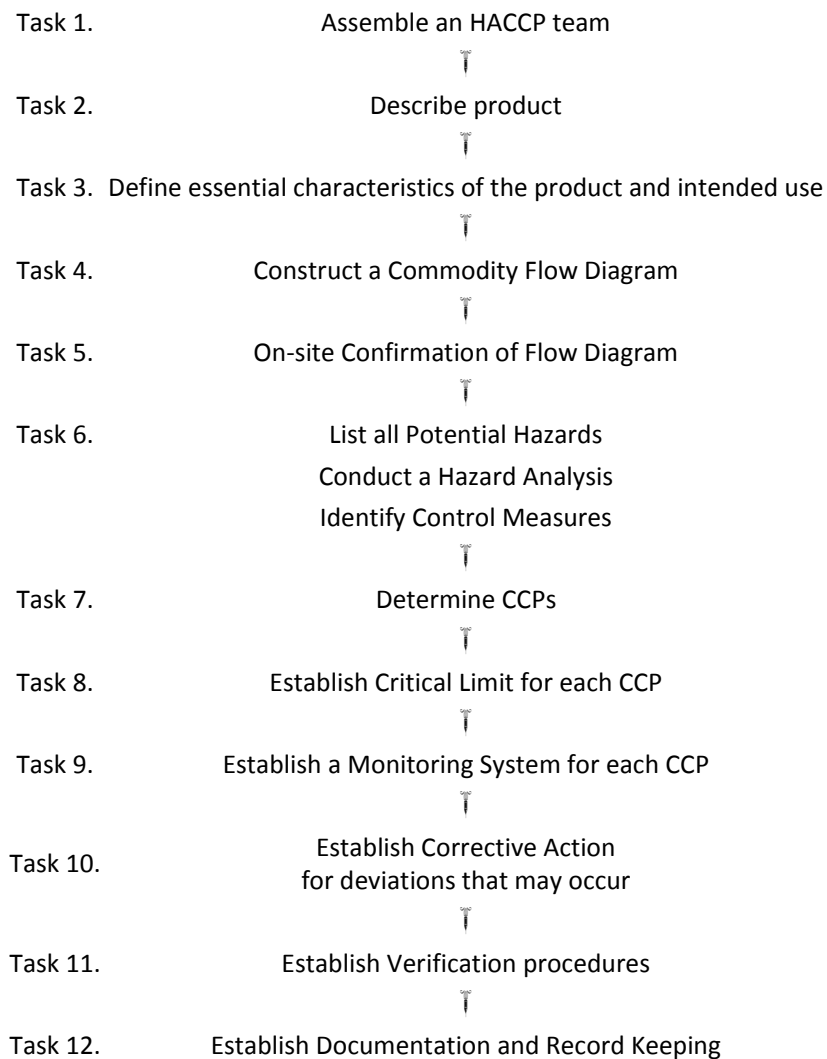 Task 1. Assemble an HACCP team
Task 2. Describe product
Task 3. Define essential characteristics of the product and intended use
Task 4. Construct a Commodity Flow Diagram
Task 5. On-site Confirmation of Flow Diagram
Task 6. List all Potential Hazards
Conduct a Hazard Analysis
Identify Control Measures
Task 7. Determine CCPs
Task 8. Establish Critical Limit for each CCP
Task 9. Establish a Monitoring System for each CCP
Task 10. Establish Corrective Action
for deviations that may occur
Task 11. Establish Verification procedures
Task 12. Establish Documentation and Record Keeping